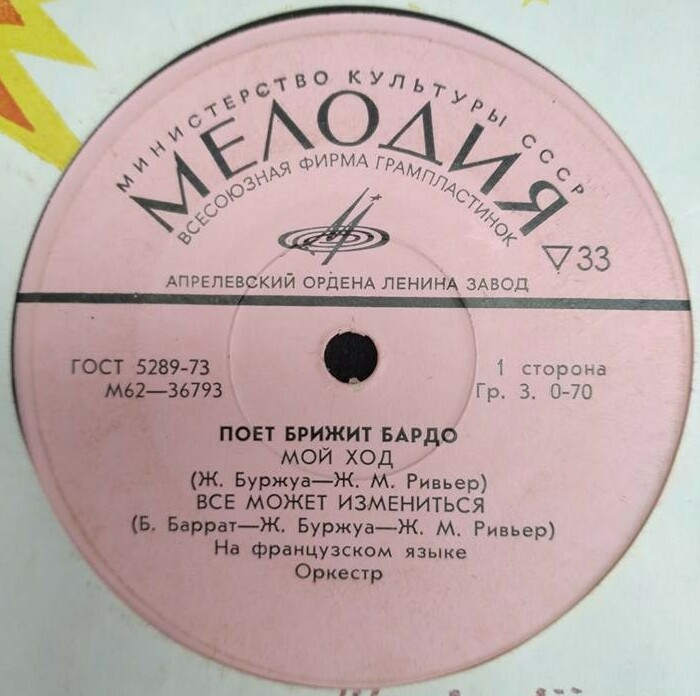 МИНИСТЕРСТВО КУЛЬТУРЫ СССР
МЕЛОДИЯ
ВСЕСОЮЗНАЯ ФИРМА ГРАМПЛАСТИНОК
33
АПРЕЛЕВСКИЙ ОРДЕНА ЛЕНИНА ЗАВОД
ГОСТ 5289-73
М62—36793
1 сторона
Гр. 3. 0-70
ПОЕТ БРИЖИТ БАРДО
МОЙ ХОД
(Ж. Буржуа—Ж. М. Ривьер)
ВСЕ МОЖЕТ ИЗМЕНИТЬСЯ
(Б. Баррат—Ж. Буржуа—Ж. М. Ривьер)
На французском языке
Оркестр